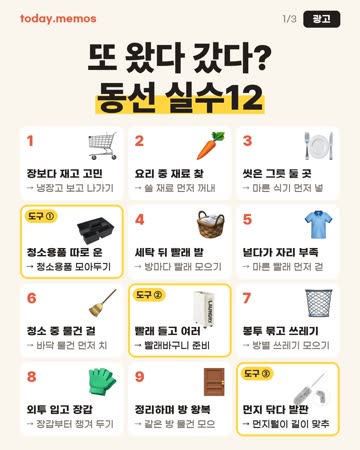 today.memos
1/3 광고
또 왔다 갔다?
동선 실수12
1
장보다 재고 고민
→ 냉장고 보고 나가기
2
요리 중 재료 찾
→ 쓸 재료 먼저 꺼내
3
씻은 그릇 둘 곳
→ 마른 식기 먼저 넣
도구 ①
청소용품 따로 운
→ 청소용품 모아두기
4
세탁 뒤 빨래 발
→ 방마다 빨래 모으기
5
널다가 자리 부족
→ 마른 빨래 먼저 걷
6
청소 중 물건 걸
→ 바닥 물건 먼저 치
도구 ②
빨래 들고 여러
→ 빨래바구니 준비
7
봉투 묶고 쓰레기
→ 방별 쓰레기 모으기
8
외투 입고 장갑
→ 장갑부터 챙겨 두기
9
정리하며 방 왕복
→ 같은 방 물건 모으
도구 ③
먼지 닦다 발판
→ 먼지털이 길이 맞추